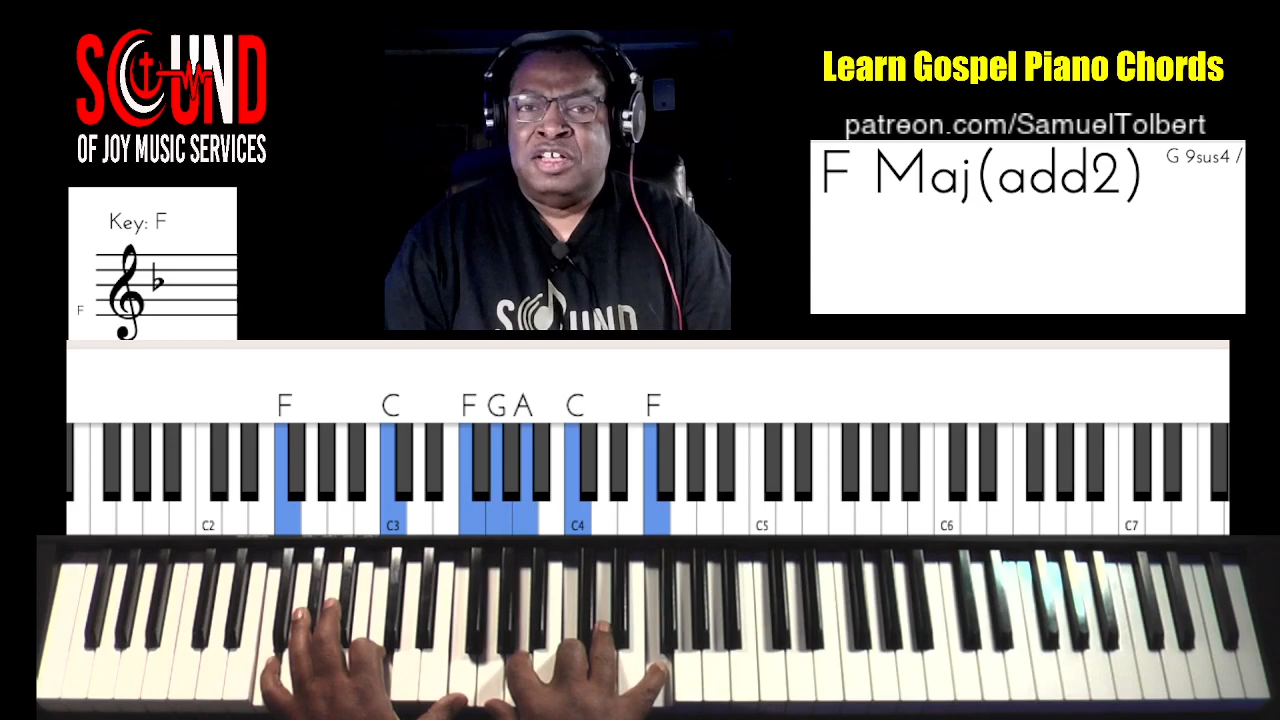 SOUND
OF JOY MUSIC SERVICES
Learn Gospel Piano Chords
patreon.com/SamuelTolbert
F Maj(add2)
G 9sus4 /
Key: F
F
SOUND
F C F G A C F
C2 C3 C4 C5 C6 C7